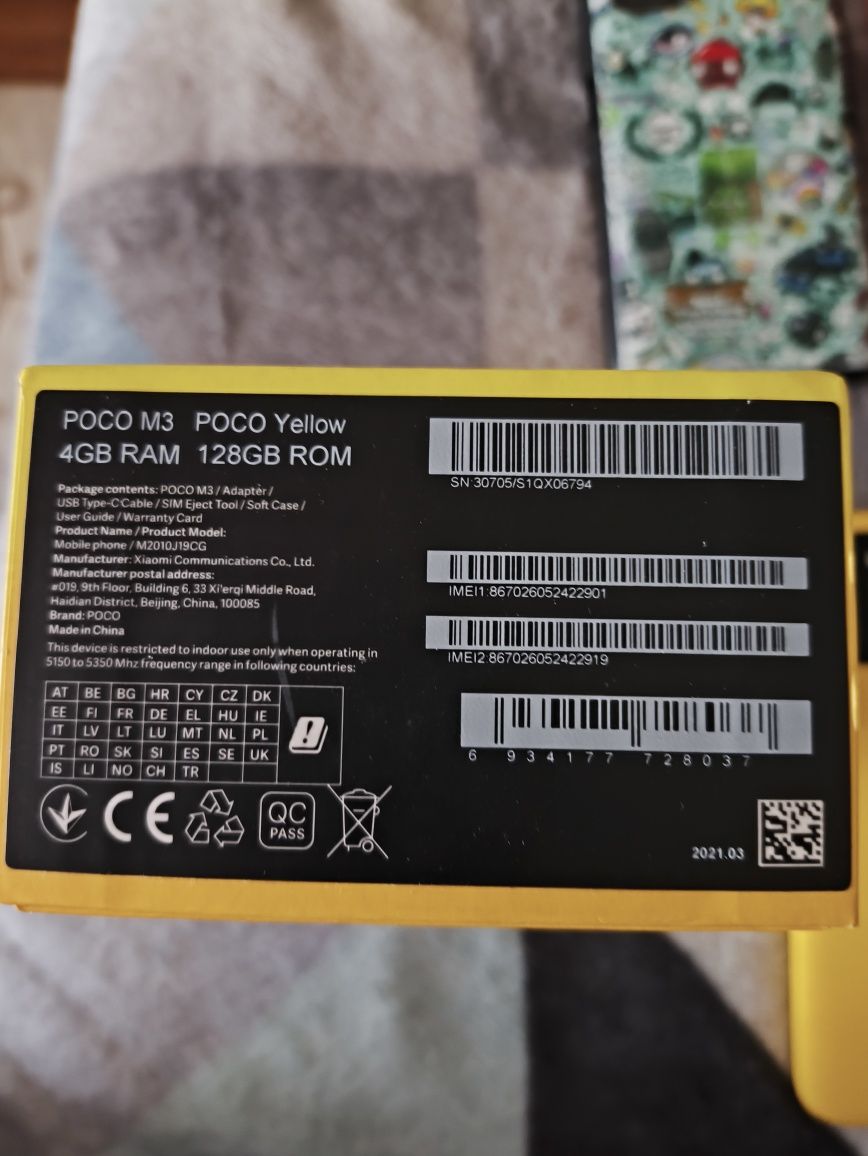 POCO M3 POCO Yellow
4GB RAM 128GB ROM
Package contents: POCO M3 / Adapter /
USB Type-C Cable / SIM Eject Tool / Soft Case /
User Guide / Warranty Card
Product Name / Product Model:
Mobile phone / M2010J19CG
Manufacturer: Xiaomi Communications Co., Ltd.
Manufacturer postal address:
#019, 9th Floor, Building 6, 33 Xi'erqi Middle Road,
Haidian District, Beijing, China, 100085
Brand: POCO
Made in China
This device is restricted to indoor use only when operating in
5150 to 5350 Mhz frequency range in following countries:
AT BE BG HR CY CZ DK
EE FI FR DE EL HU IE
IT LV LT LU MT NL PL
PT RO SK SI ES SE UK
IS LI NO CH TR
CE
QC
PASS
SN:30705/S1QX06794
IMEI1:867026052422901
IMEI2:867026052422919
6 934177 728037
2021.03